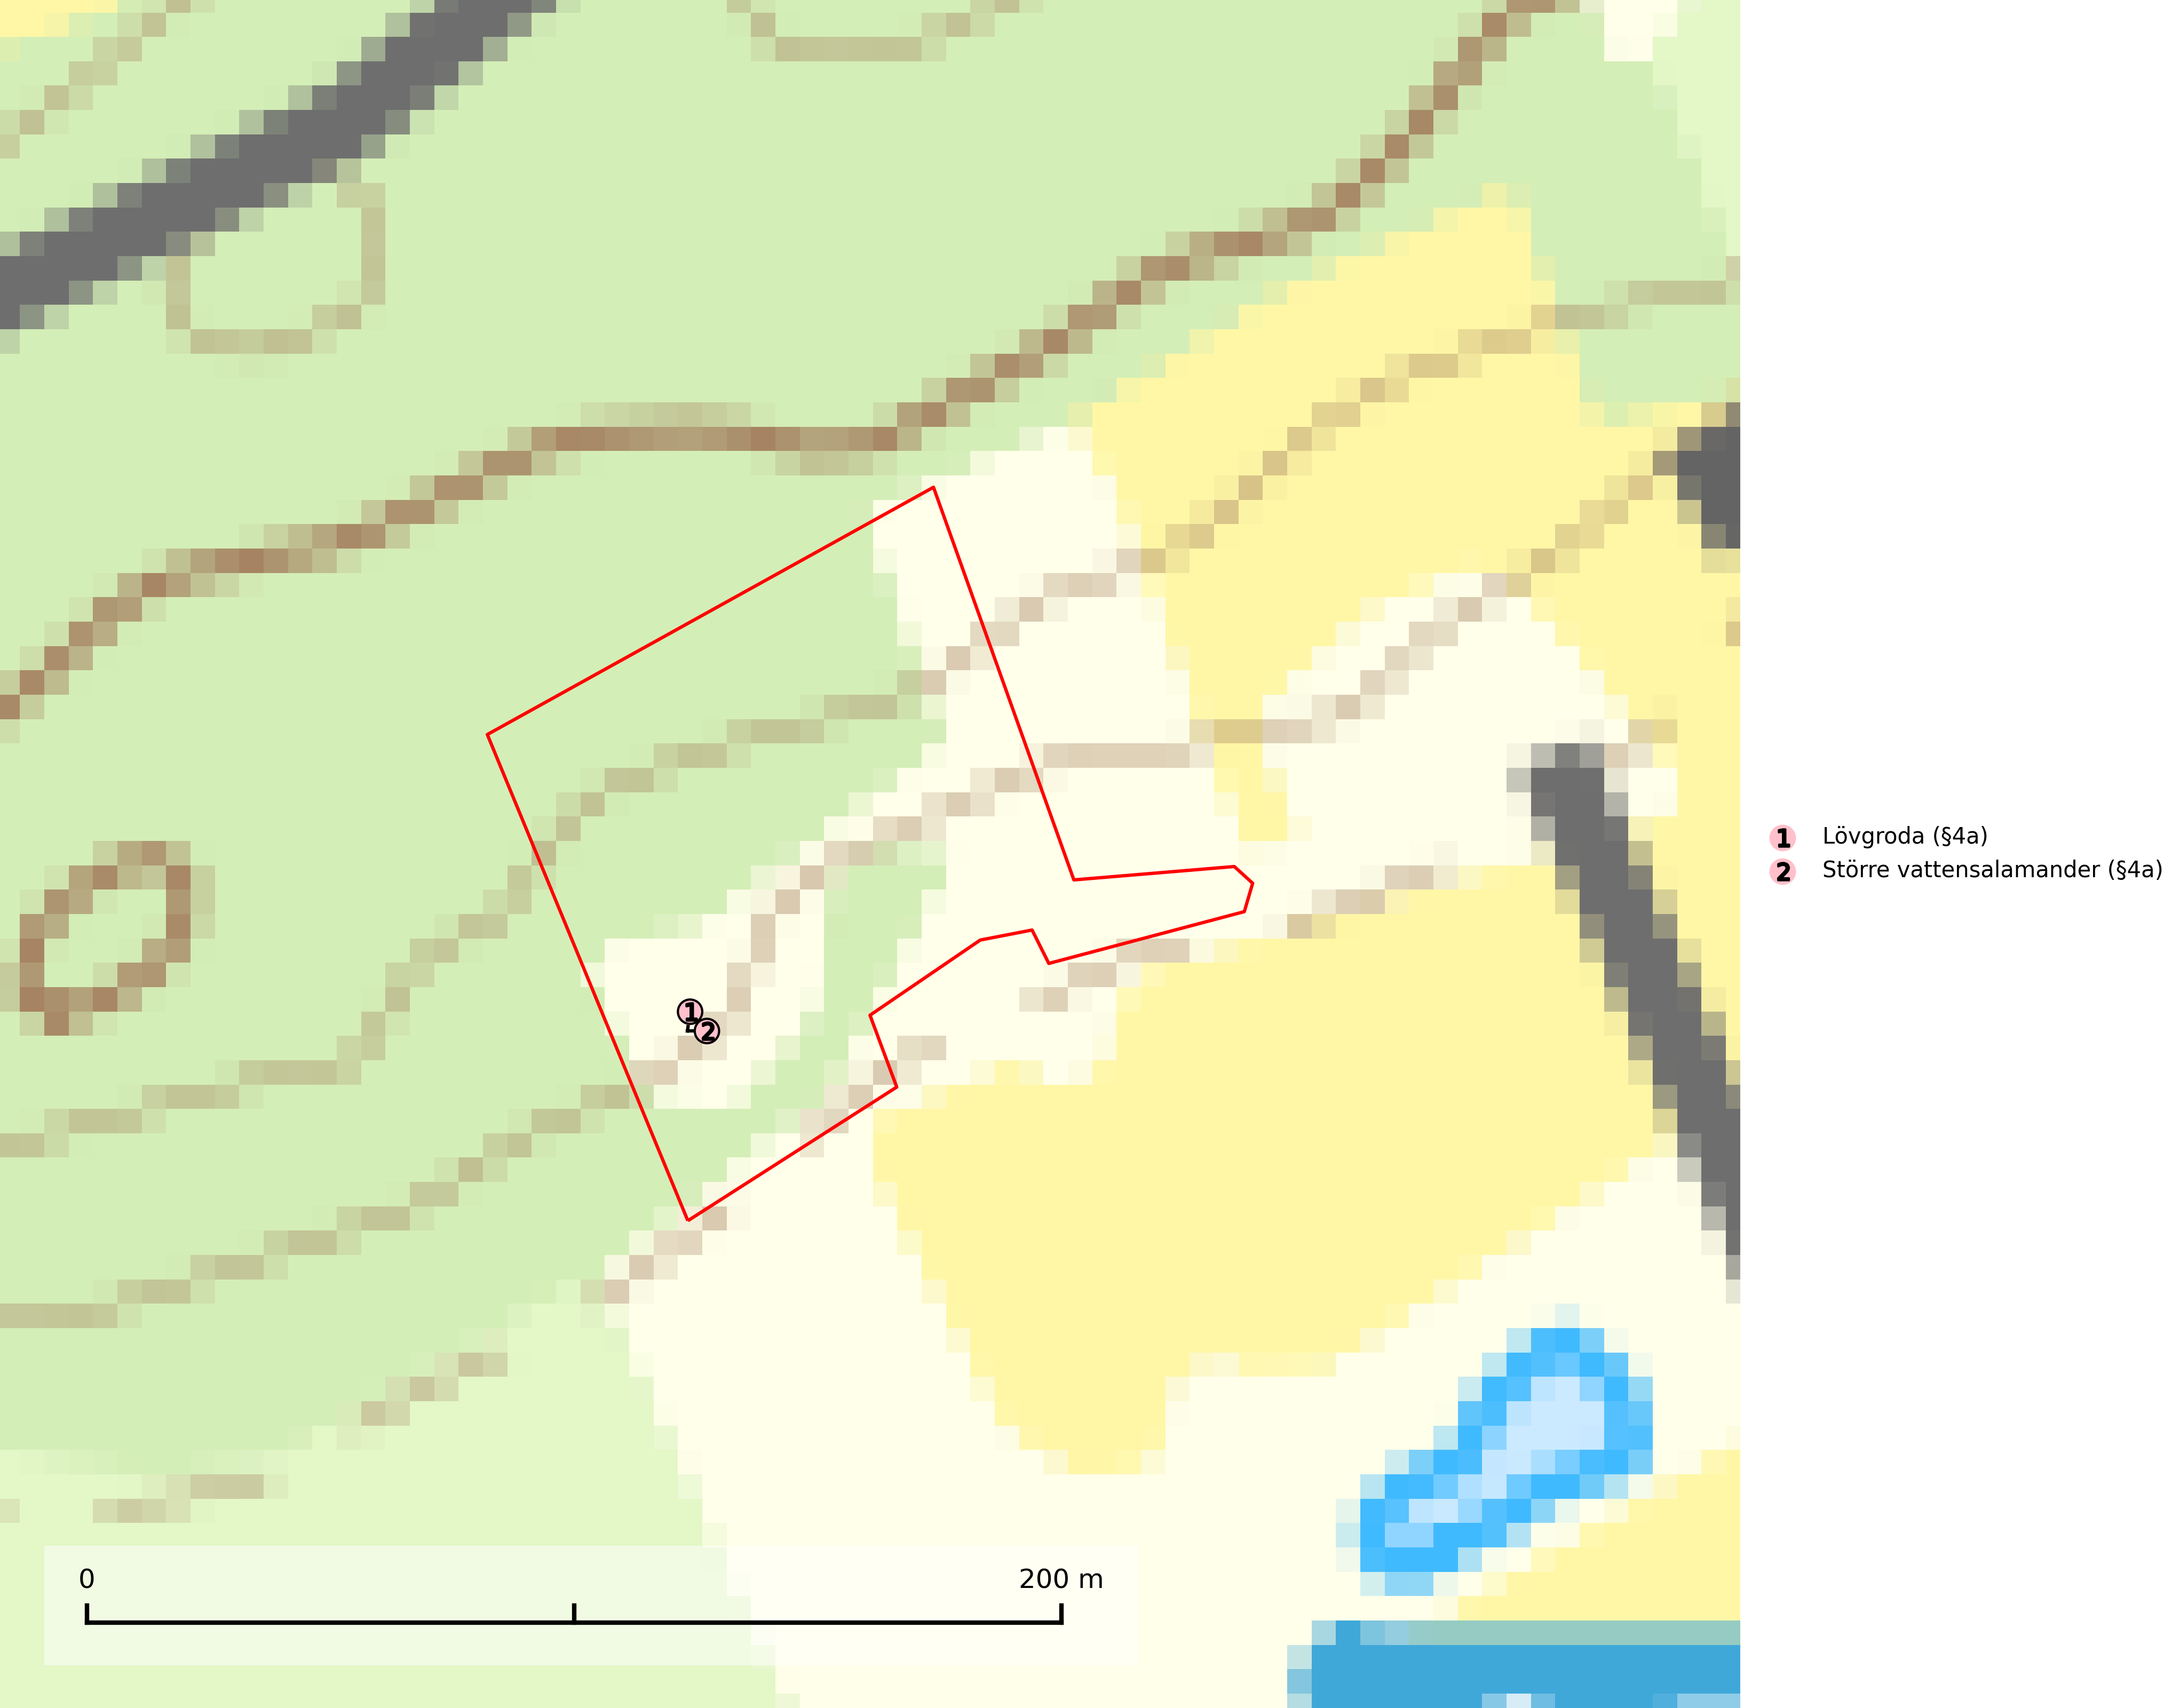 1 Lövgroda (§4a)
2 Större vattensalamander (§4a)
1
2
0 200 m